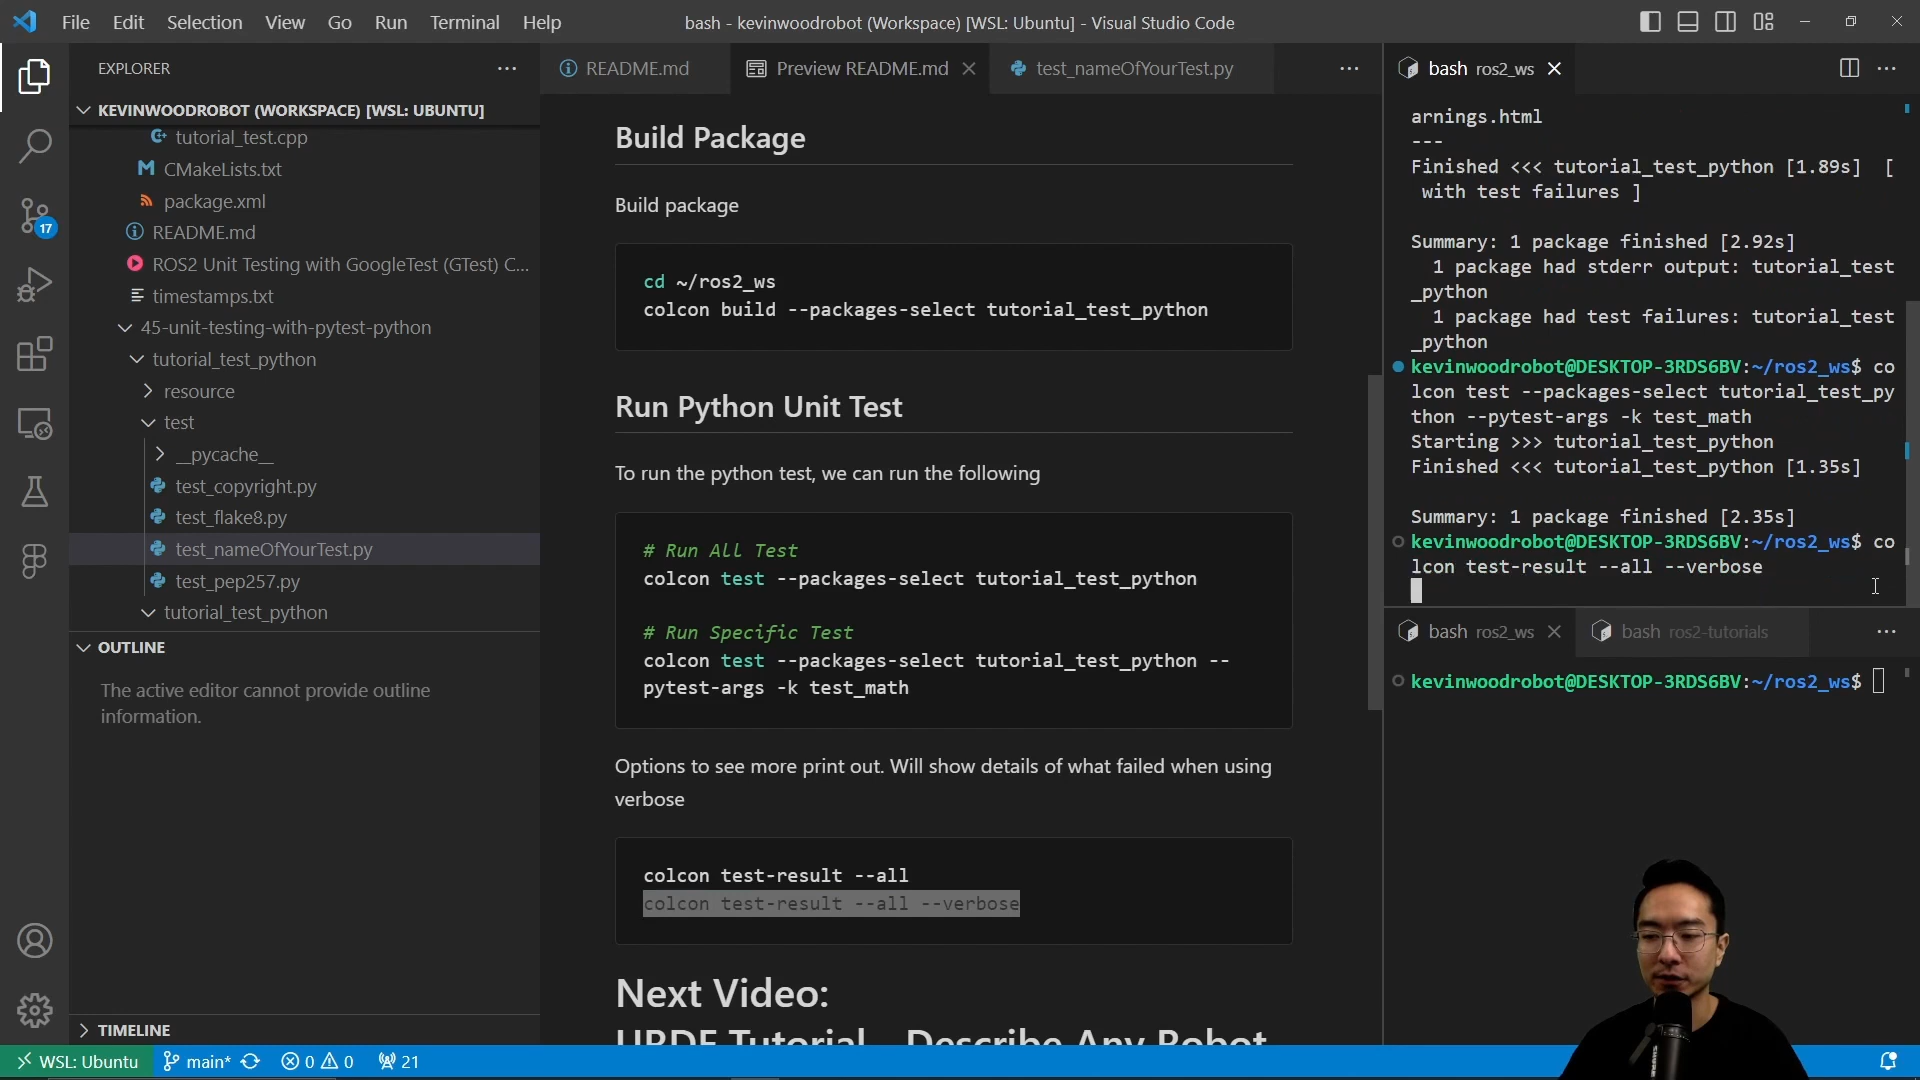 File Edit Selection View Go Run Terminal Help
bash - kevinwoodrobot (Workspace) [WSL: Ubuntu] - Visual Studio Code
EXPLORER
KEVINWOODROBOT (WORKSPACE) [WSL: UBUNTU]
tutorial_test.cpp
CMakeLists.txt
package.xml
README.md
ROS2 Unit Testing with GoogleTest (GTest) C...
timestamps.txt
45-unit-testing-with-pytest-python
tutorial_test_python
resource
test
__pycache__
test_copyright.py
test_flake8.py
test_nameOfYourTest.py
test_pep257.py
tutorial_test_python
OUTLINE
The active editor cannot provide outline
information.
TIMELINE
17
README.md
Preview README.md
test_nameOfYourTest.py
Build Package
Build package
cd ~/ros2_ws
colcon build --packages-select tutorial_test_python
Run Python Unit Test
To run the python test, we can run the following
# Run All Test
colcon test --packages-select tutorial_test_python
# Run Specific Test
colcon test --packages-select tutorial_test_python --
pytest-args -k test_math
Options to see more print out. Will show details of what failed when using
verbose
colcon test-result --all
colcon test-result --all --verbose
Next Video:
URDF Tutorial - Describe Any Robot
bash ros2_ws
arnings.html
---
Finished <<< tutorial_test_python [1.89s] [
with test failures ]
Summary: 1 package finished [2.92s]
1 package had stderr output: tutorial_test
_python
1 package had test failures: tutorial_test
_python
kevinwoodrobot@DESKTOP-3RDS6BV:~/ros2_ws$ co
lcon test --packages-select tutorial_test_py
thon --pytest-args -k test_math
Starting >>> tutorial_test_python
Finished <<< tutorial_test_python [1.35s]
Summary: 1 package finished [2.35s]
kevinwoodrobot@DESKTOP-3RDS6BV:~/ros2_ws$ co
lcon test-result --all --verbose
bash ros2_ws
bash ros2-tutorials
kevinwoodrobot@DESKTOP-3RDS6BV:~/ros2_ws$
WSL: Ubuntu main* 0 0 21